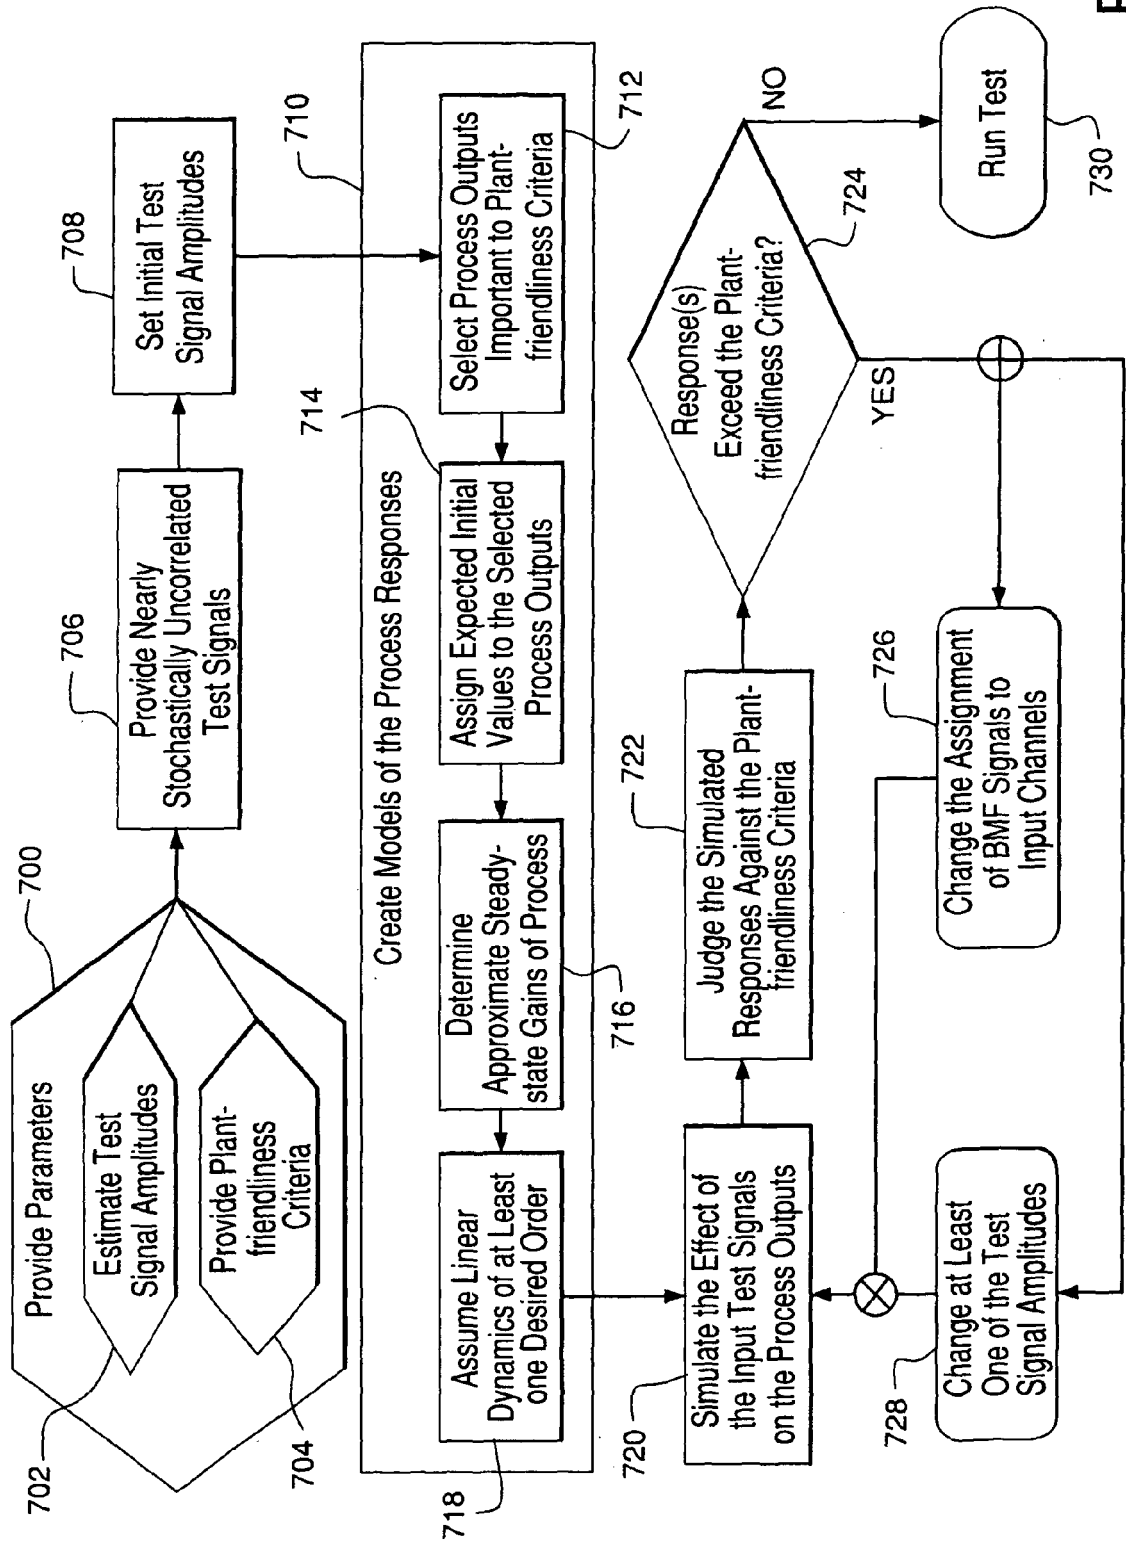 700
Provide Parameters
702
Estimate Test
Signal Amplitudes
704
Provide Plant-
friendliness
Criteria
706
Provide Nearly
Stochastically Uncorrelated
Test Signals
708
Set Initial Test
Signal Amplitudes
710
Create Models of the Process Responses
712
Select Process Outputs
Important to Plant-
friendliness Criteria
714
Assign Expected Initial
Values to the Selected
Process Outputs
716
Determine
Approximate Steady-
state Gains of Process
718
Assume Linear
Dynamics of at Least
one Desired Order
720
Simulate the Effect of
the Input Test Signals
on the Process Outputs
722
Judge the Simulated
Responses Against the Plant-
friendliness Criteria
724
Response(s)
Exceed the Plant-
friendliness Criteria?
NO
YES
726
Change the Assignment
of BMF Signals to
Input Channels
728
Change at Least
One of the Test
Signal Amplitudes
Run Test
730